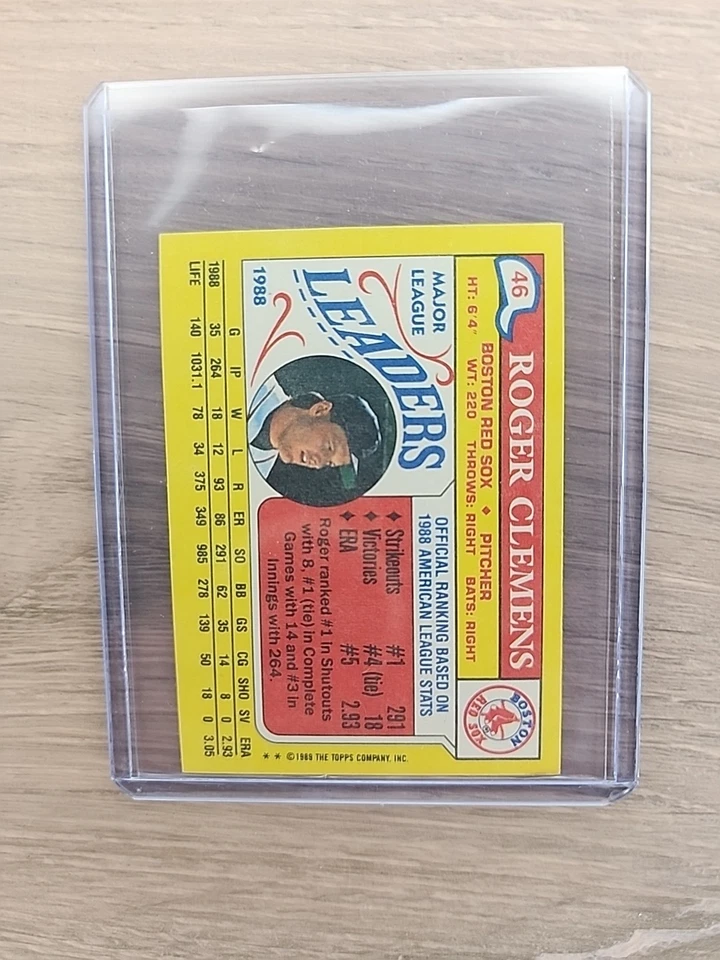 46
ROGER CLEMENS
BOSTON RED SOX ♦ PITCHER
HT: 6'4" WT: 220 THROWS: RIGHT BATS: RIGHT
BOSTON
RED SOX
MAJOR
LEAGUE
LEADERS
1988
OFFICIAL RANKING BASED ON
1988 AMERICAN LEAGUE STATS
♦ Strikeouts #1 291
♦ Victories #4 (tie) 18
♦ ERA #5 2.93
Roger ranked #1 in Shutouts
with 8, #1 (tie) in Complete
Games with 14 and #3 in
Innings with 264.
G IP W L R ER SO BB GS CG SHO SV ERA
1988 35 264 18 12 93 86 291 62 35 14 8 0 2.93
LIFE 140 1031.1 78 34 375 349 985 278 139 50 18 0 3.05
* * ©1989 THE TOPPS COMPANY, INC.